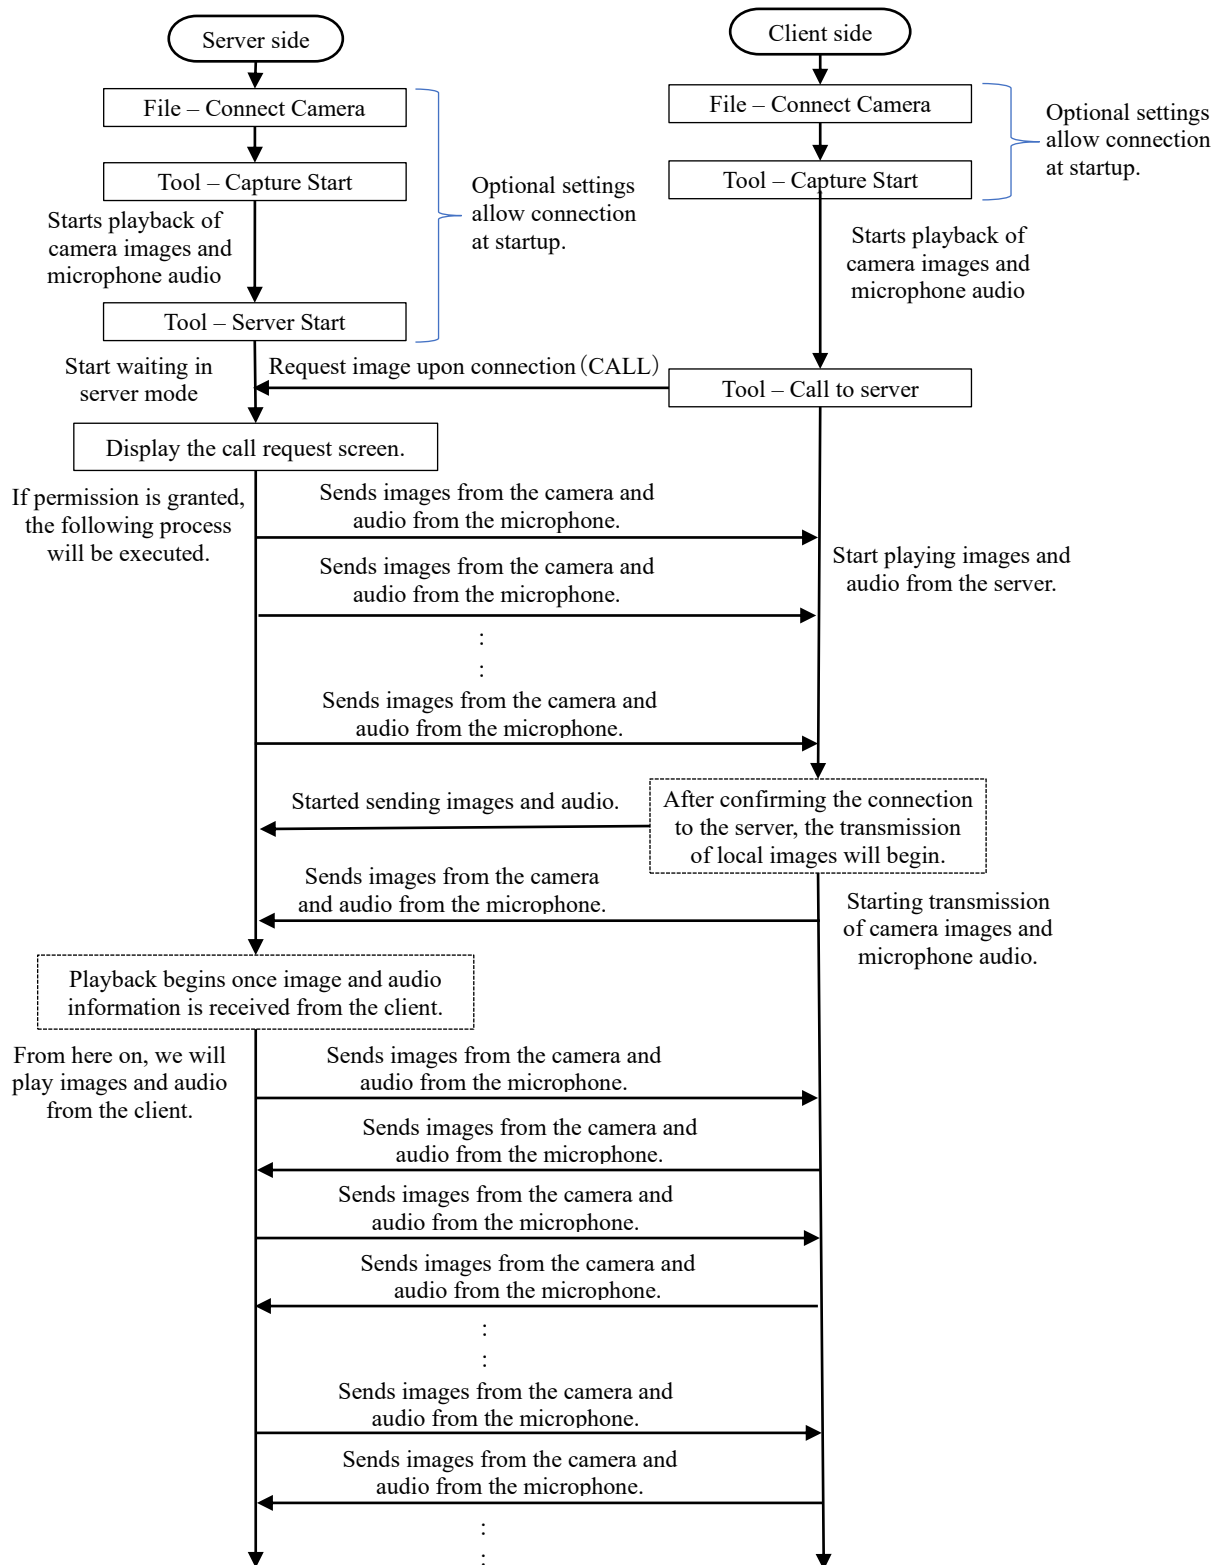 Server side
Client side
File – Connect Camera
File – Connect Camera
Optional settings
allow connection
at startup.
Tool – Capture Start
Tool – Capture Start
Optional settings
allow connection
at startup.
Starts playback of
camera images and
microphone audio
Starts playback of
camera images and
microphone audio
Tool – Server Start
Start waiting in
server mode
Request image upon connection（CALL）
Tool – Call to server
Display the call request screen.
If permission is granted,
the following process
will be executed.
Sends images from the camera and
audio from the microphone.
Start playing images and
audio from the server.
Sends images from the camera and
audio from the microphone.
:
:
Sends images from the camera and
audio from the microphone.
After confirming the connection
to the server, the transmission
of local images will begin.
Started sending images and audio.
Sends images from the camera
and audio from the microphone.
Starting transmission
of camera images and
microphone audio.
Playback begins once image and audio
information is received from the client.
From here on, we will
play images and audio
from the client.
Sends images from the camera and
audio from the microphone.
Sends images from the camera and
audio from the microphone.
Sends images from the camera and
audio from the microphone.
Sends images from the camera and
audio from the microphone.
:
:
Sends images from the camera and
audio from the microphone.
Sends images from the camera and
audio from the microphone.
:
: